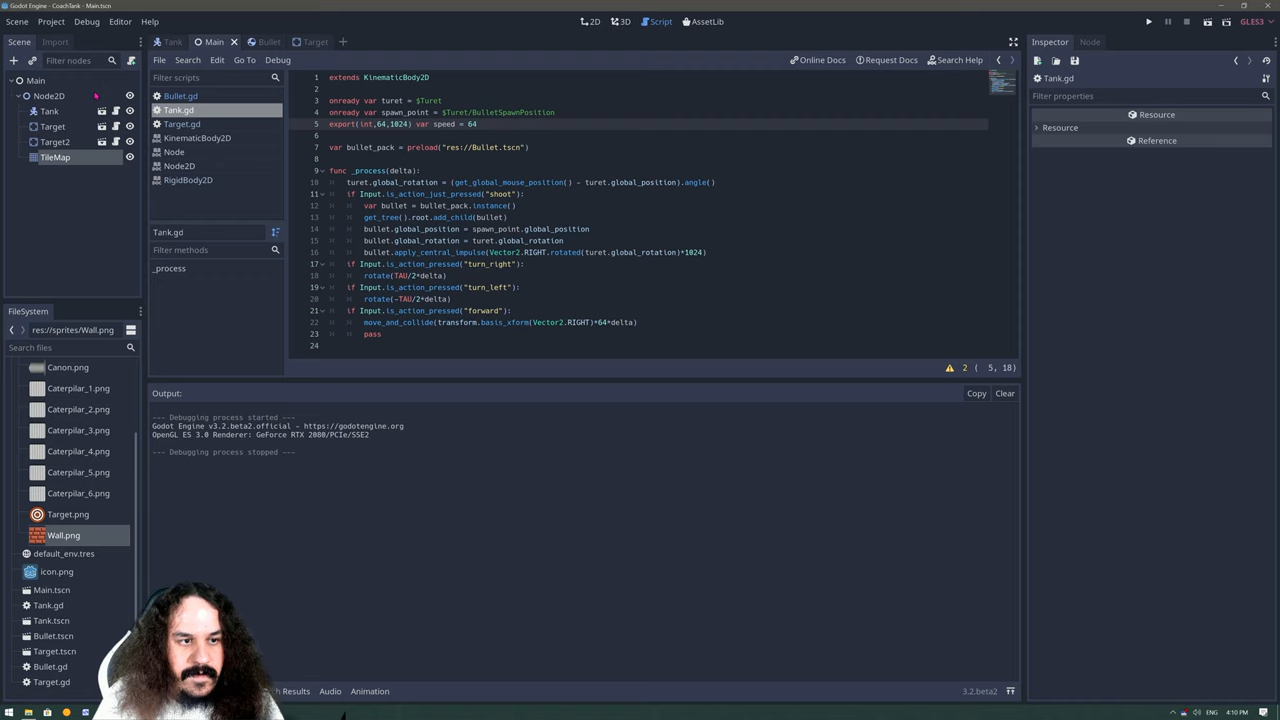 Godot Engine - CoachTank - Main.tscn
Scene Project Debug Editor Help
2D 3D Script AssetLib
GLES3
Scene Import
Filter nodes
Main
Node2D
Tank
Target
Target2
TileMap
FileSystem
res://sprites/Wall.png
Search files
Canon.png
Caterpilar_1.png
Caterpilar_2.png
Caterpilar_3.png
Caterpilar_4.png
Caterpilar_5.png
Caterpilar_6.png
Target.png
Wall.png
default_env.tres
icon.png
Main.tscn
Tank.gd
Tank.tscn
Bullet.tscn
Target.tscn
Bullet.gd
Target.gd
Tank Main Bullet Target
File Search Edit Go To Debug
Online Docs Request Docs Search Help
Filter scripts
Bullet.gd
Tank.gd
Target.gd
KinematicBody2D
Node
Node2D
RigidBody2D
Tank.gd
Filter methods
_process
1 extends KinematicBody2D
2
3 onready var turet = $Turet
4 onready var spawn_point = $Turet/BulletSpawnPosition
5 export(int,64,1024) var speed = 64
6
7 var bullet_pack = preload("res://Bullet.tscn")
8
9 func _process(delta):
10 turet.global_rotation = (get_global_mouse_position() - turet.global_position).angle()
11 if Input.is_action_just_pressed("shoot"):
12 var bullet = bullet_pack.instance()
13 get_tree().root.add_child(bullet)
14 bullet.global_position = spawn_point.global_position
15 bullet.global_rotation = turet.global_rotation
16 bullet.apply_central_impulse(Vector2.RIGHT.rotated(turet.global_rotation)*1024)
17 if Input.is_action_pressed("turn_right"):
18 rotate(TAU/2*delta)
19 if Input.is_action_pressed("turn_left"):
20 rotate(-TAU/2*delta)
21 if Input.is_action_pressed("forward"):
22 move_and_collide(transform.basis_xform(Vector2.RIGHT)*64*delta)
23 pass
24
2 ( 5, 18)
Output:
Copy Clear
--- Debugging process started ---
Godot Engine v3.2.beta2.official - https://godotengine.org
OpenGL ES 3.0 Renderer: GeForce RTX 2080/PCIe/SSE2
--- Debugging process stopped ---
Results Audio Animation
3.2.beta2
Inspector Node
Tank.gd
Filter properties
Resource
Resource
Reference
ENG 4:10 PM